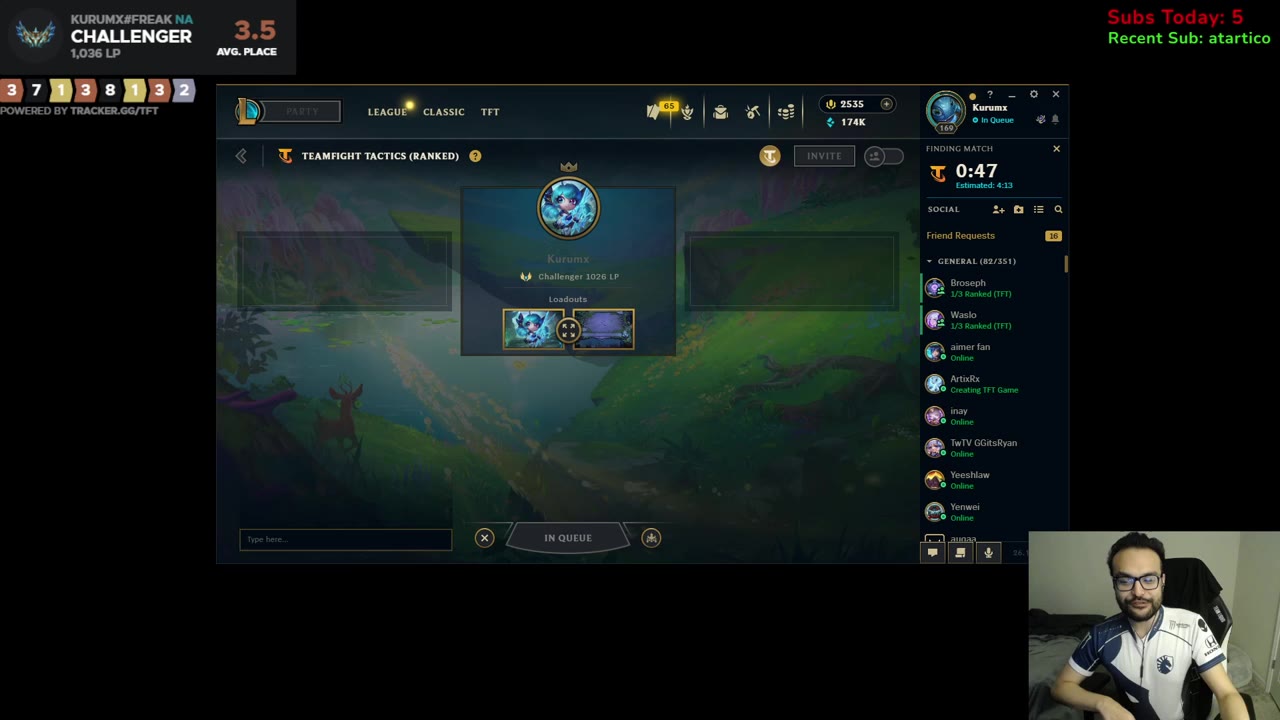 KURUMX#FREAK NA
CHALLENGER
1,036 LP
3.5
AVG. PLACE
3 7 1 3 8 1 3 2
POWERED BY TRACKER.GG/TFT
Subs Today: 5
Recent Sub: atartico
PARTY
LEAGUE
CLASSIC
TFT
65
2535
174K
169
Kurumx
In Queue
TEAMFIGHT TACTICS (RANKED)
?
INVITE
FINDING MATCH
0:47
Estimated: 4:13
SOCIAL
Friend Requests
16
GENERAL (82/351)
Broseph
1/3 Ranked (TFT)
Waslo
1/3 Ranked (TFT)
aimer fan
Online
ArtixRx
Creating TFT Game
inay
Online
TwTV GGitsRyan
Online
Yeeshlaw
Online
Yenwei
Online
Kurumx
Challenger 1026 LP
Loadouts
Type here...
IN QUEUE